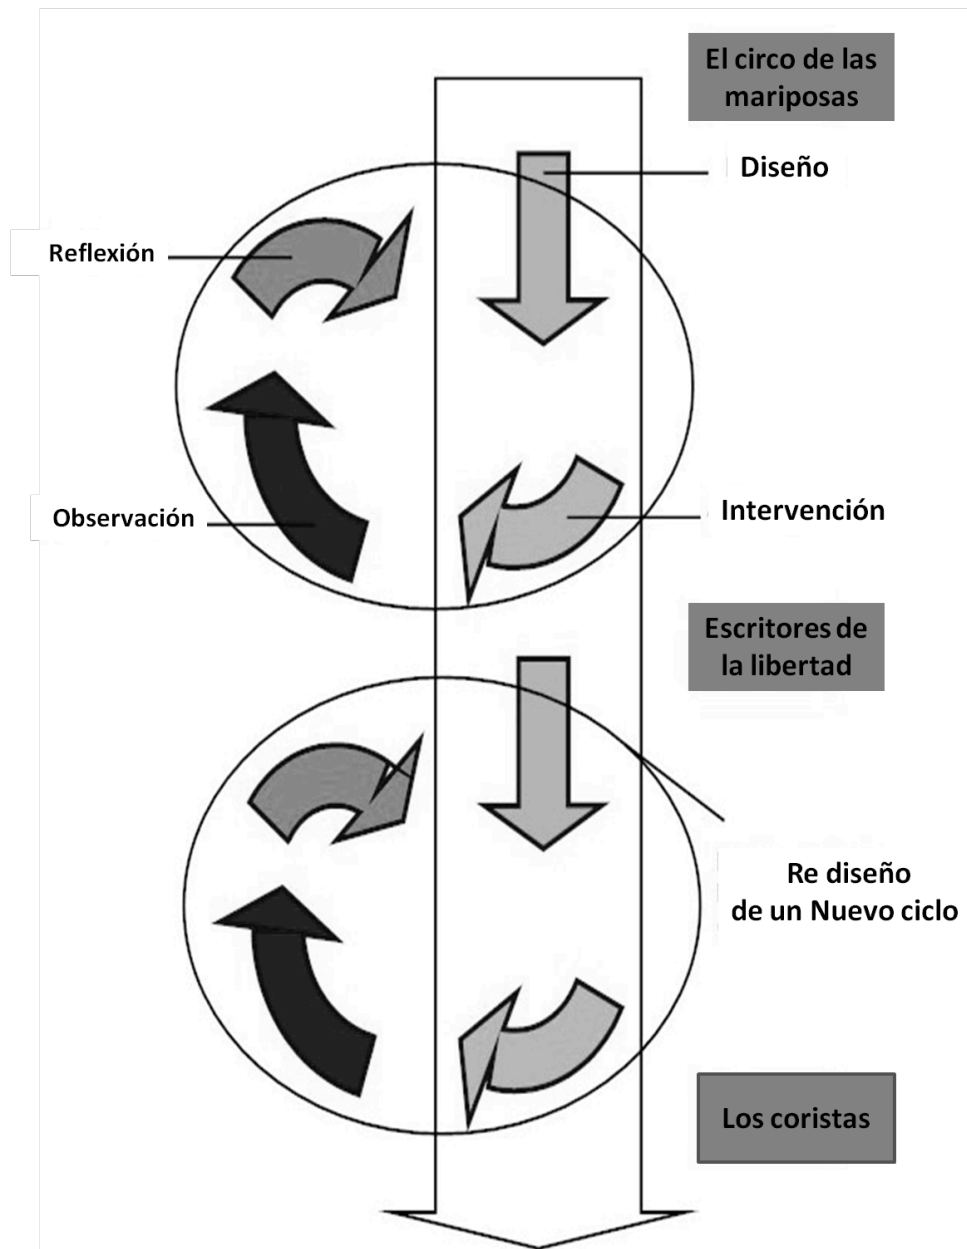 El circo de las
mariposas
Diseño
Reflexión
Observación
Intervención
Escritores de
la libertad
Re diseño
de un Nuevo ciclo
Los coristas